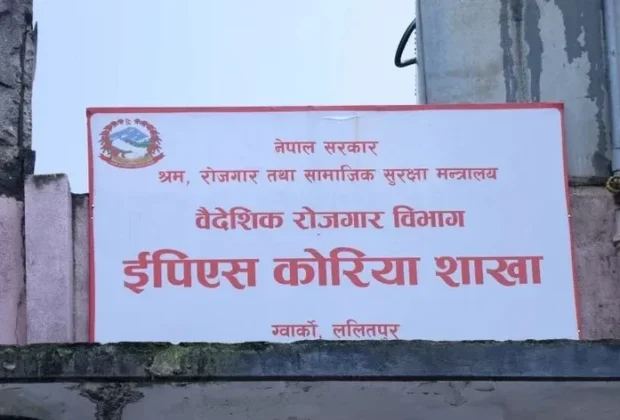 नेपाल सरकार
श्रम, रोजगार तथा सामाजिक सुरक्षा मन्त्रालय
वैदेशिक रोजगार विभाग
ईपिएस कोरिया शाखा
ग्वार्को, ललितपुर